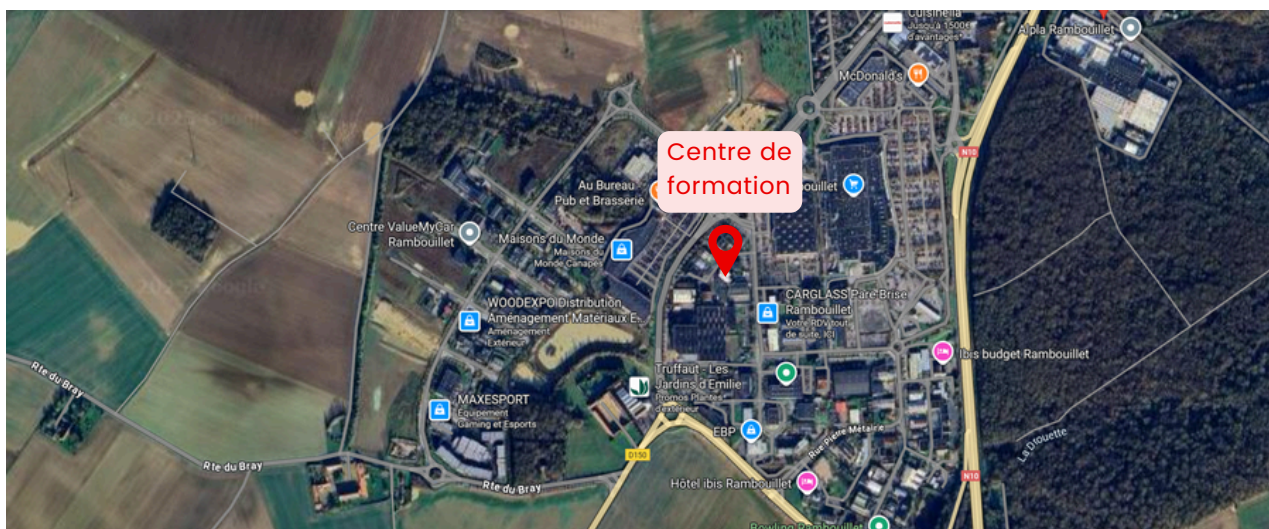 Cuisinella
Jusqu'à 1500€
d'avantages*
Alpla Rambouillet
McDonald's
N10
Centre de
formation
Au Bureau
Pub et Brasserie
Centre ValueMyCar
Rambouillet
Maisons du Monde
Maisons du
Monde Canapés
WOODEXPO Distribution
Aménagement Matériaux E...
Aménagement
Extérieur
CARGLASS Pare-Brise
Rambouillet
Votre RDV tout
de suite, ICI
Ibis budget Rambouillet
Rte du Bray
Truffaut - Les
Jardins d'Emilie
Promos Plantes
d'extérieur
MAXESPORT
Équipement
Gaming et Esports
EBP
Rue Pierre Métairie
La Drouette
D150
Rte du Bray
Rte du Bray
Hôtel ibis Rambouillet
N10
Bowling Rambouillet